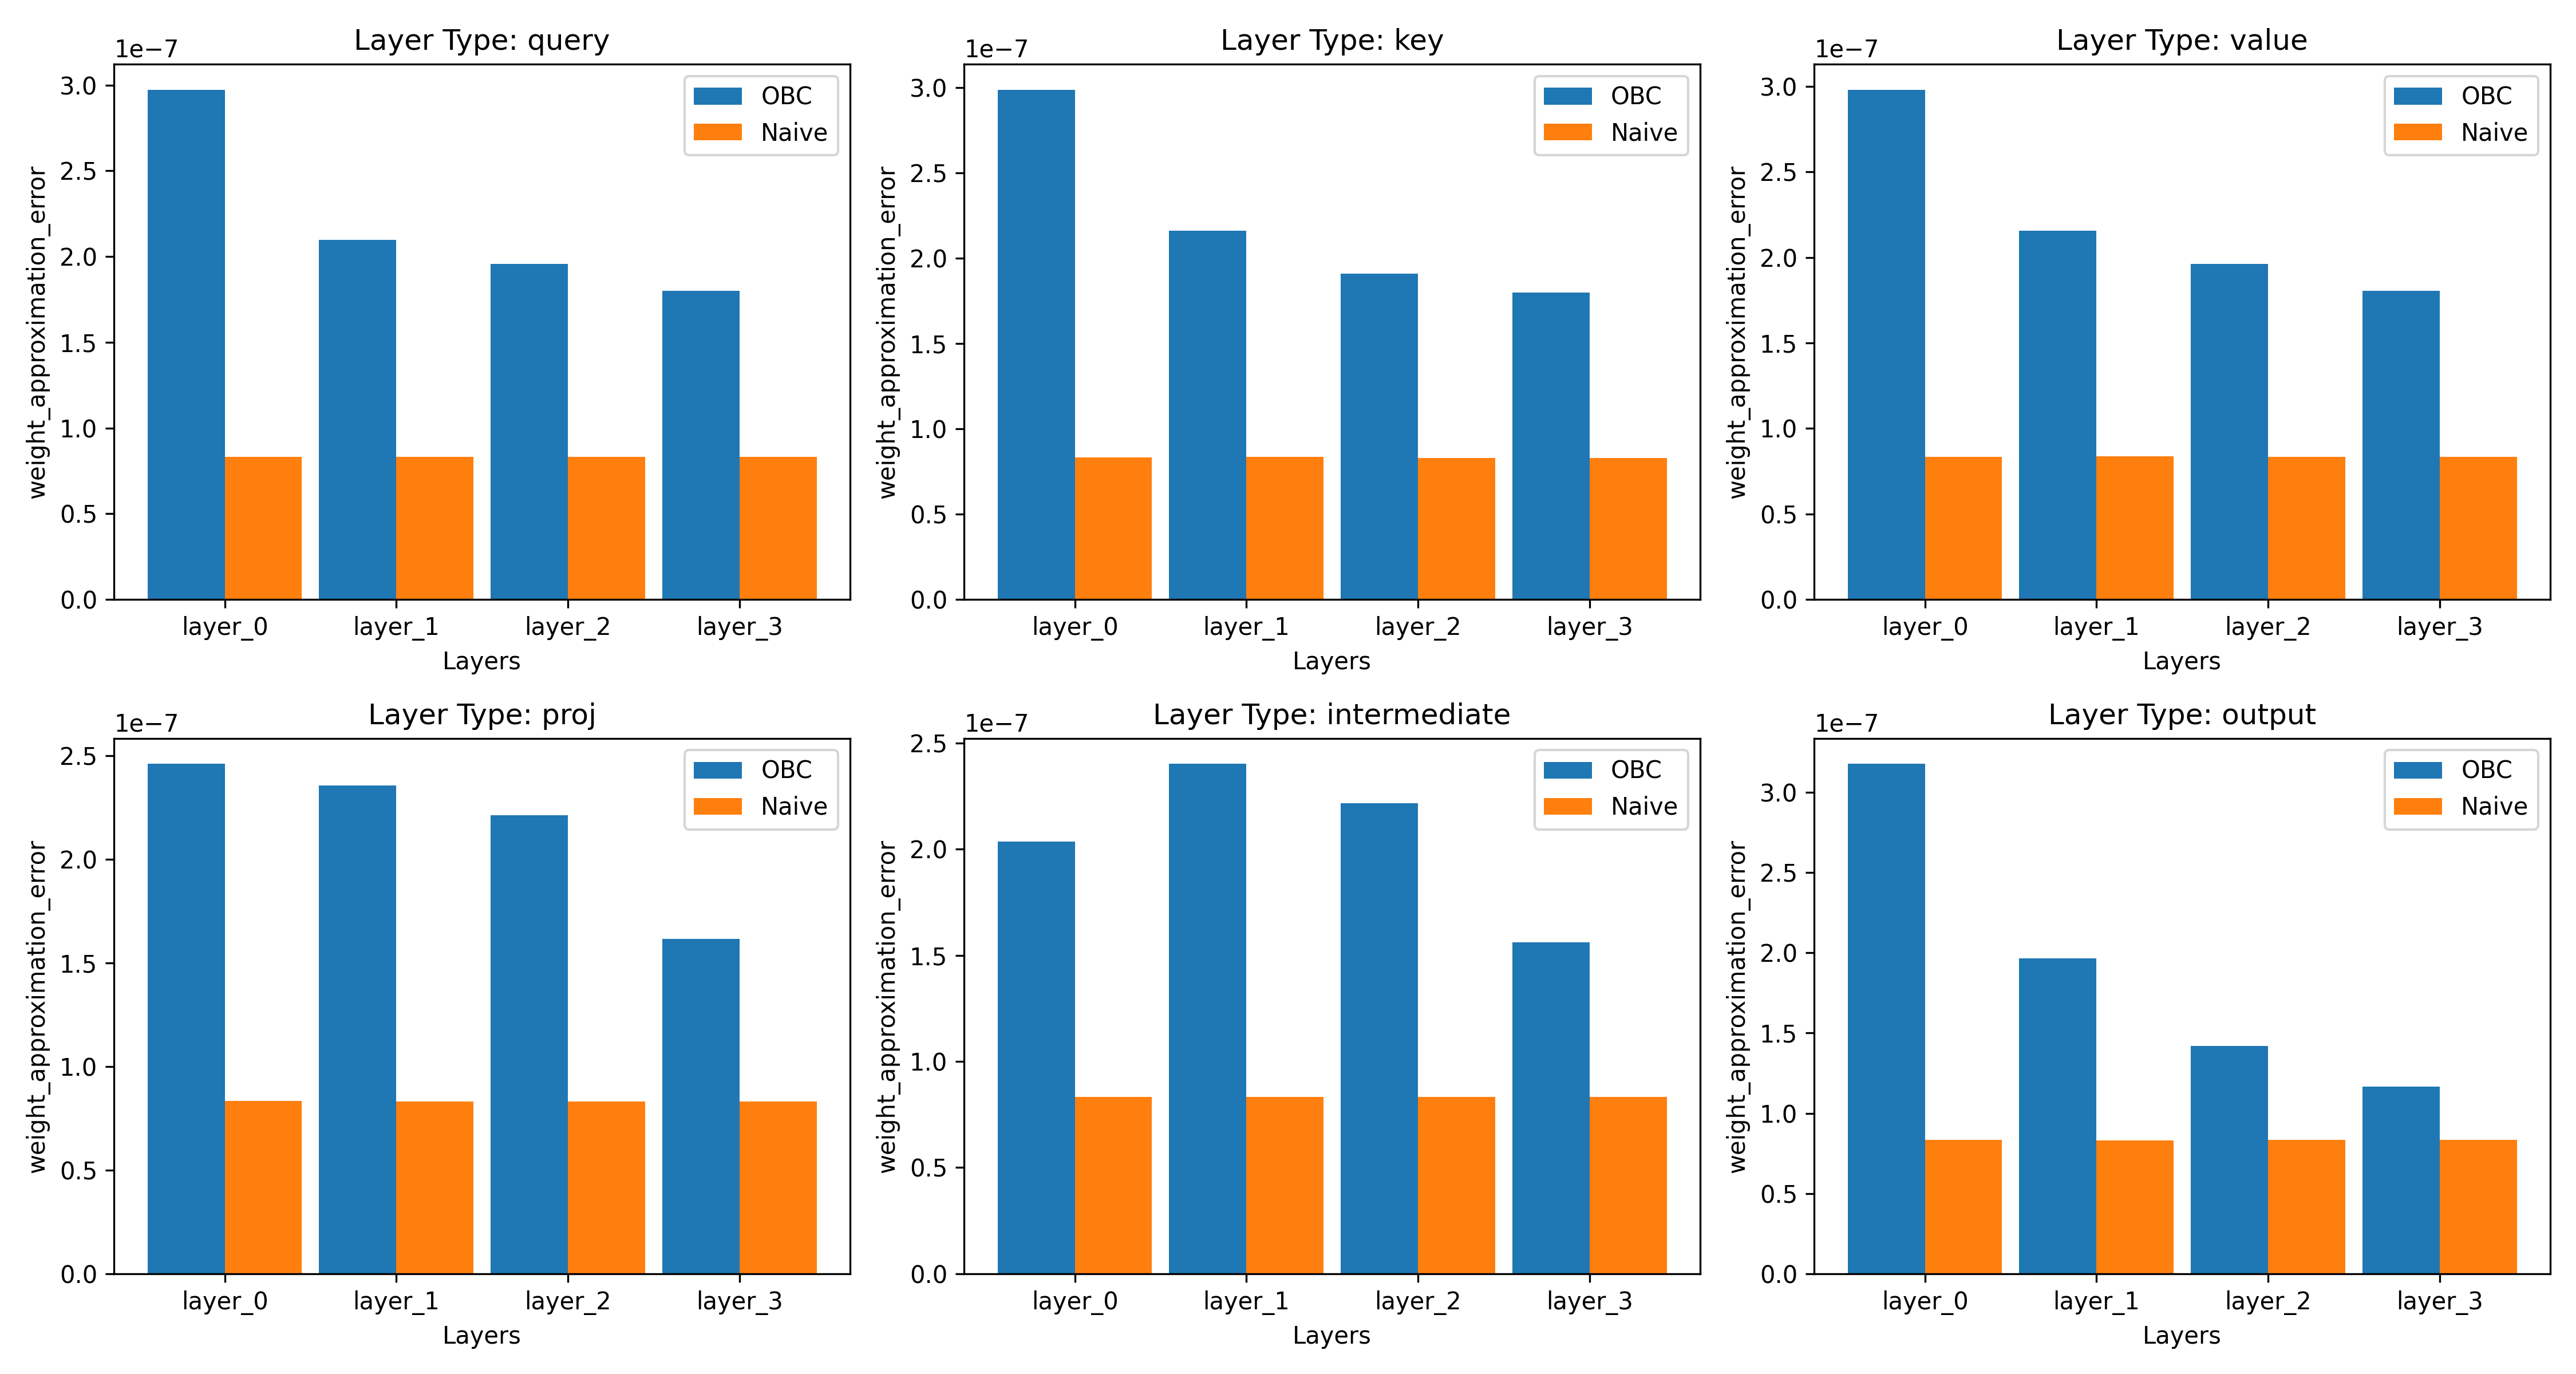 Layer Type: query
1e−7
OBC
Naive
weight_approximation_error
3.0
2.5
2.0
1.5
1.0
0.5
0.0
layer_0 layer_1 layer_2 layer_3
Layers
Layer Type: key
1e−7
OBC
Naive
weight_approximation_error
3.0
2.5
2.0
1.5
1.0
0.5
0.0
layer_0 layer_1 layer_2 layer_3
Layers
Layer Type: value
1e−7
OBC
Naive
weight_approximation_error
3.0
2.5
2.0
1.5
1.0
0.5
0.0
layer_0 layer_1 layer_2 layer_3
Layers
Layer Type: proj
1e−7
OBC
Naive
weight_approximation_error
2.5
2.0
1.5
1.0
0.5
0.0
layer_0 layer_1 layer_2 layer_3
Layers
Layer Type: intermediate
1e−7
OBC
Naive
weight_approximation_error
2.5
2.0
1.5
1.0
0.5
0.0
layer_0 layer_1 layer_2 layer_3
Layers
Layer Type: output
1e−7
OBC
Naive
weight_approximation_error
3.0
2.5
2.0
1.5
1.0
0.5
0.0
layer_0 layer_1 layer_2 layer_3
Layers